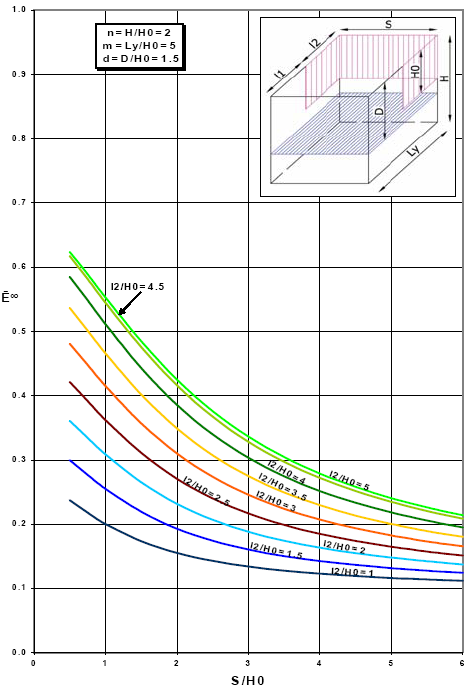 n = H/H0 = 2
m = Ly/H0 = 5
d = D/H0 = 1.5
l1
l2
S
H0
H
D
Ly
1.0
0.9
0.8
0.7
0.6
0.5
0.4
0.3
0.2
0.1
0.0
Ē∞
l2/H0=4.5
l2/H0=5
l2/H0=4
l2/H0=3.5
l2/H0=3
l2/H0=2.5
l2/H0=2
l2/H0=1.5
l2/H0=1
0
1
2
3
4
5
6
S/H0